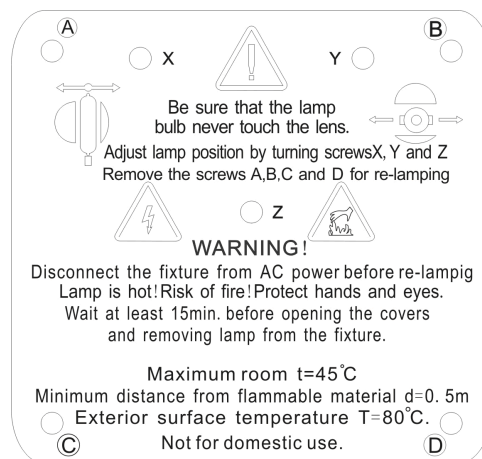 A
B
X
Y
Be sure that the lamp
bulb never touch the lens.
Adjust lamp position by turning screwsX, Y and Z
Remove the screws A,B,C and D for re-lamping
Z
WARNING!
Disconnect the fixture from AC power before re-lampig
Lamp is hot!Risk of fire!Protect hands and eyes.
Wait at least 15min. before opening the covers
and removing lamp from the fixture.
Maximum room t=45°C
Minimum distance from flammable material d=0. 5m
Exterior surface temperature T=80°C.
Not for domestic use.
C
D